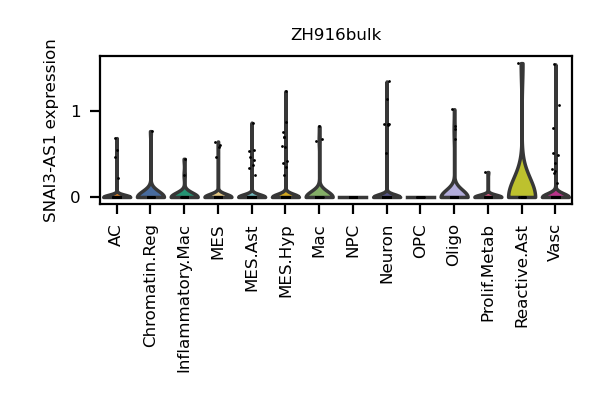 ZH916bulk
SNAI3-AS1 expression
1
0
AC
Chromatin.Reg
Inflammatory.Mac
MES
MES.Ast
MES.Hyp
Mac
NPC
Neuron
OPC
Oligo
Prolif.Metab
Reactive.Ast
Vasc